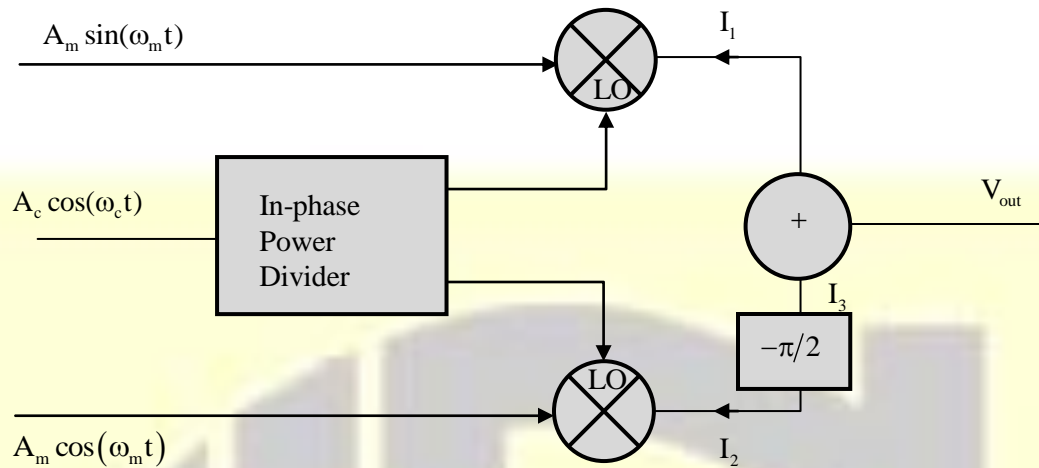 A_m sin(ω_m t)
I_1
LO
A_c cos(ω_c t)
In-phase
Power
Divider
+
V_out
I_3
−π/2
LO
A_m cos(ω_m t)
I_2